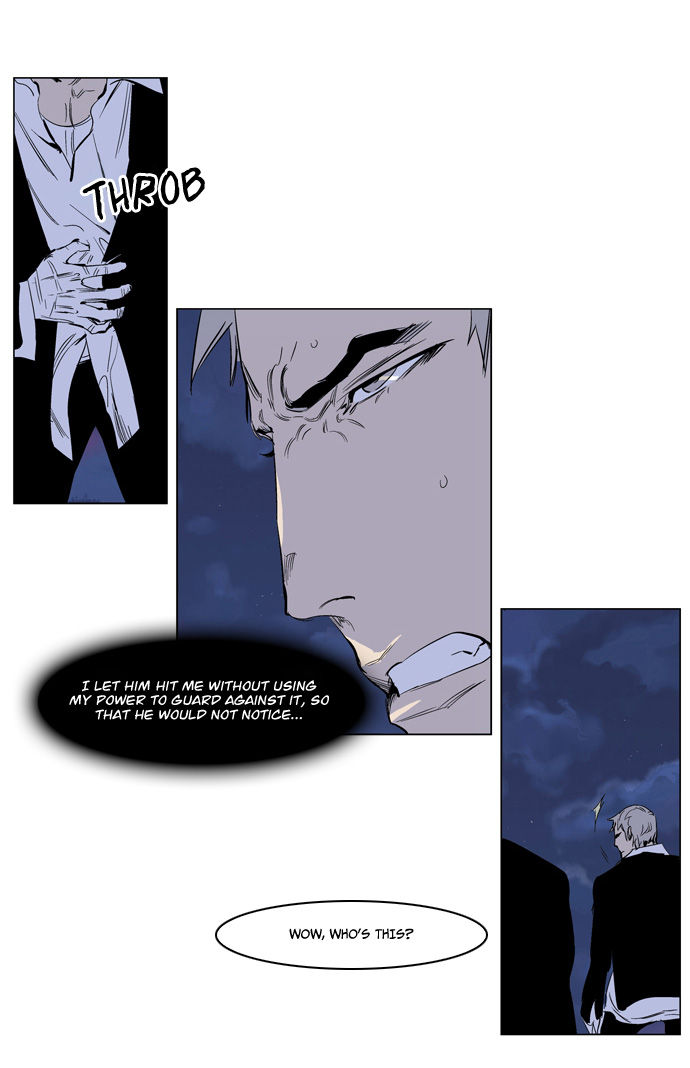 THROB
I LET HIM HIT ME WITHOUT USING
MY POWER TO GUARD AGAINST IT, SO
THAT HE WOULD NOT NOTICE...
WOW, WHO'S THIS?